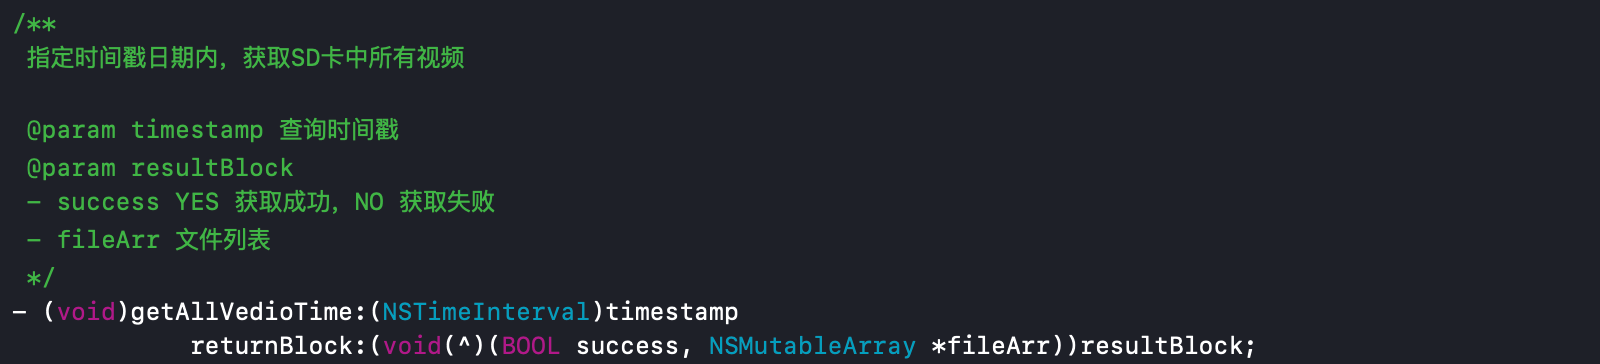 /**
指定时间戳日期内，获取SD卡中所有视频
@param timestamp 查询时间戳
@param resultBlock
- success YES 获取成功，NO 获取失败
- fileArr 文件列表
*/
- (void)getAllVedioTime:(NSTimeInterval)timestamp
returnBlock:(void(^)(BOOL success, NSMutableArray *fileArr))resultBlock;